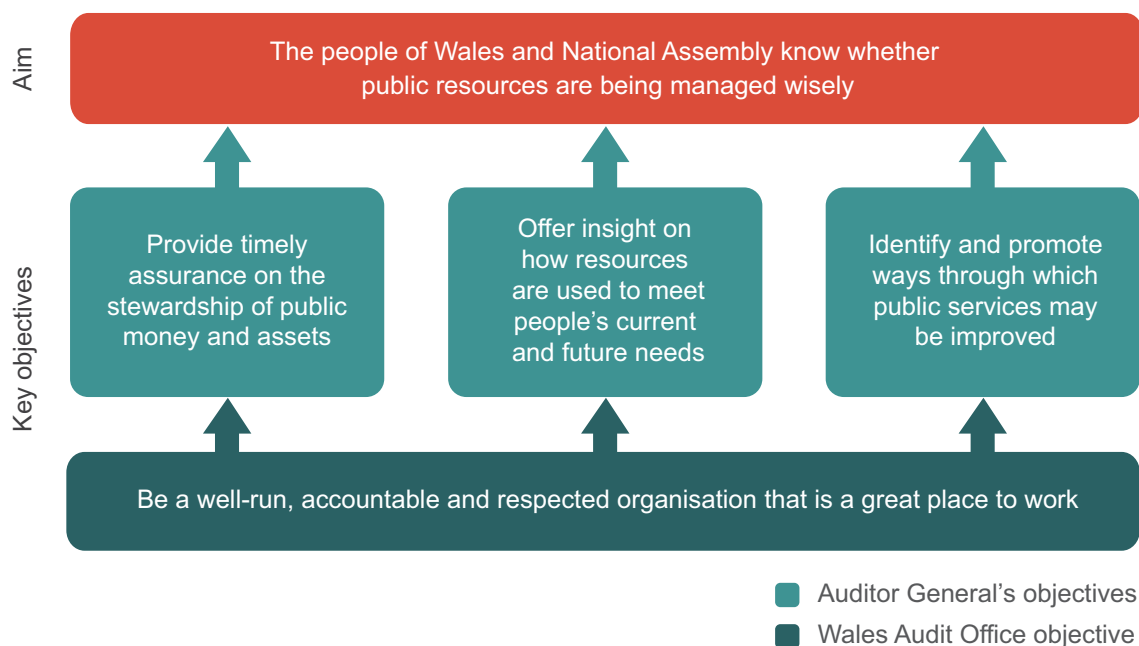 Aim
The people of Wales and National Assembly know whether
public resources are being managed wisely
Key objectives
Provide timely
assurance on the
stewardship of public
money and assets
Offer insight on
how resources
are used to meet
people’s current
and future needs
Identify and promote
ways through which
public services may
be improved
Be a well-run, accountable and respected organisation that is a great place to work
Auditor General’s objectives
Wales Audit Office objective